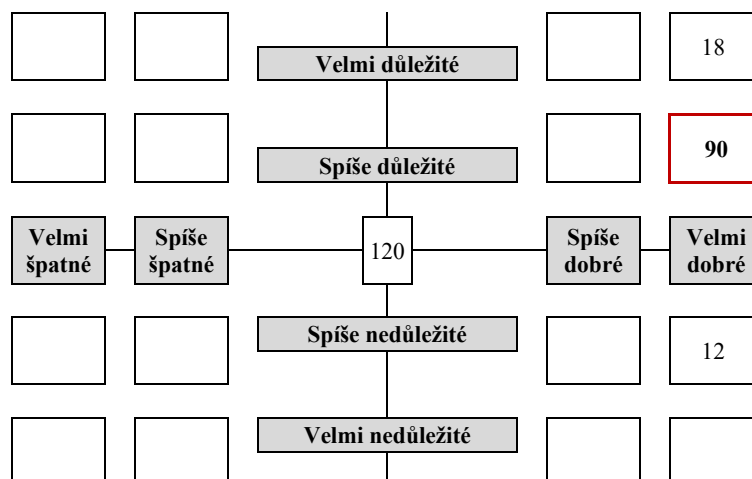 18
Velmi důležité
90
Spíše důležité
Velmi
špatné
Spíše
špatné
120
Spíše
dobré
Velmi
dobré
Spíše nedůležité
12
Velmi nedůležité